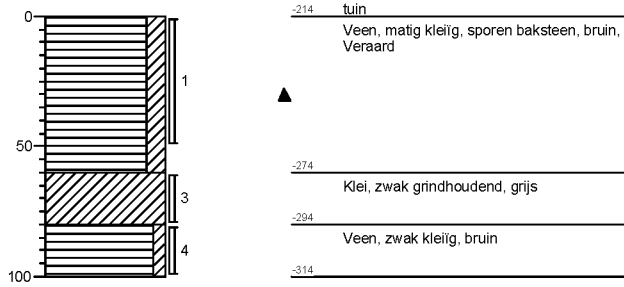 0
50
100
1
3
4
-214 tuin
Veen, matig kleiïg, sporen baksteen, bruin,
Veraard
-274
Klei, zwak grindhoudend, grijs
-294
Veen, zwak kleiïg, bruin
-314